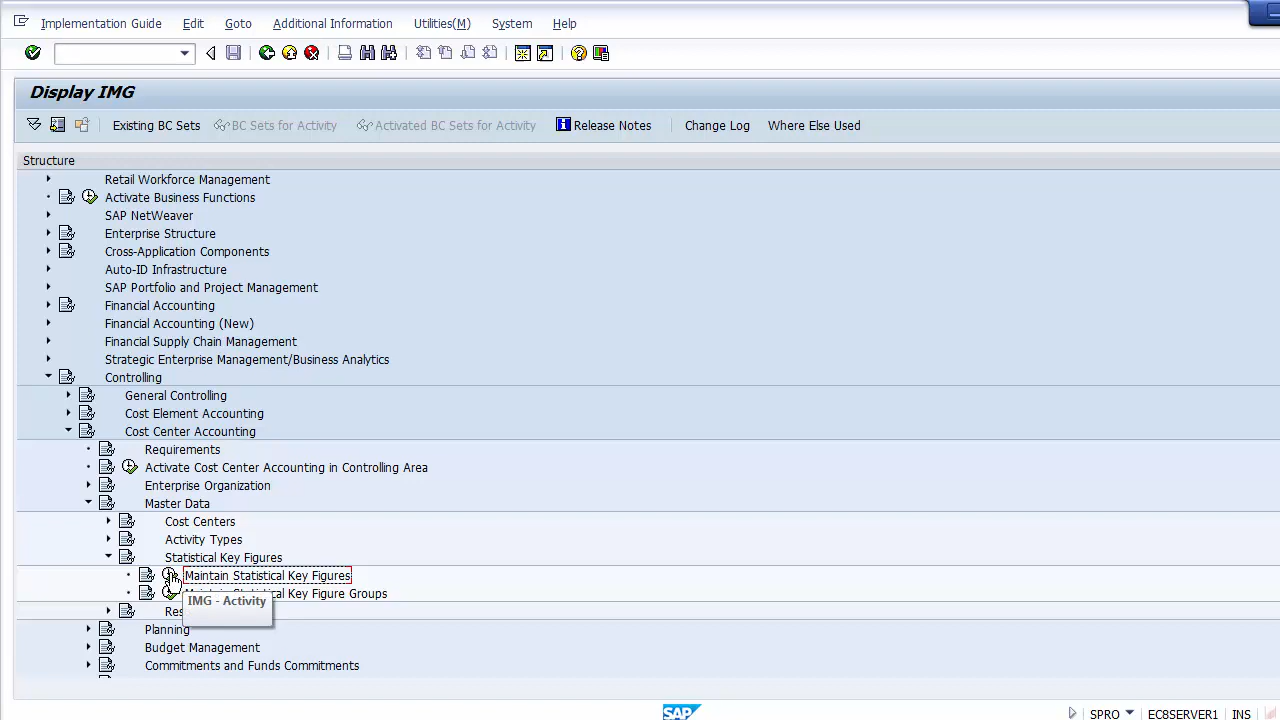 Implementation Guide Edit Goto Additional Information Utilities(M) System Help
Display IMG
Existing BC Sets BC Sets for Activity Activated BC Sets for Activity Release Notes Change Log Where Else Used
Structure
Retail Workforce Management
Activate Business Functions
SAP NetWeaver
Enterprise Structure
Cross-Application Components
Auto-ID Infrastructure
SAP Portfolio and Project Management
Financial Accounting
Financial Accounting (New)
Financial Supply Chain Management
Strategic Enterprise Management/Business Analytics
Controlling
General Controlling
Cost Element Accounting
Cost Center Accounting
Requirements
Activate Cost Center Accounting in Controlling Area
Enterprise Organization
Master Data
Cost Centers
Activity Types
Statistical Key Figures
Maintain Statistical Key Figures
Key Figure Groups
IMG - Activity
Planning
Budget Management
Commitments and Funds Commitments
SAP SPRO EC8SERVER1 INS